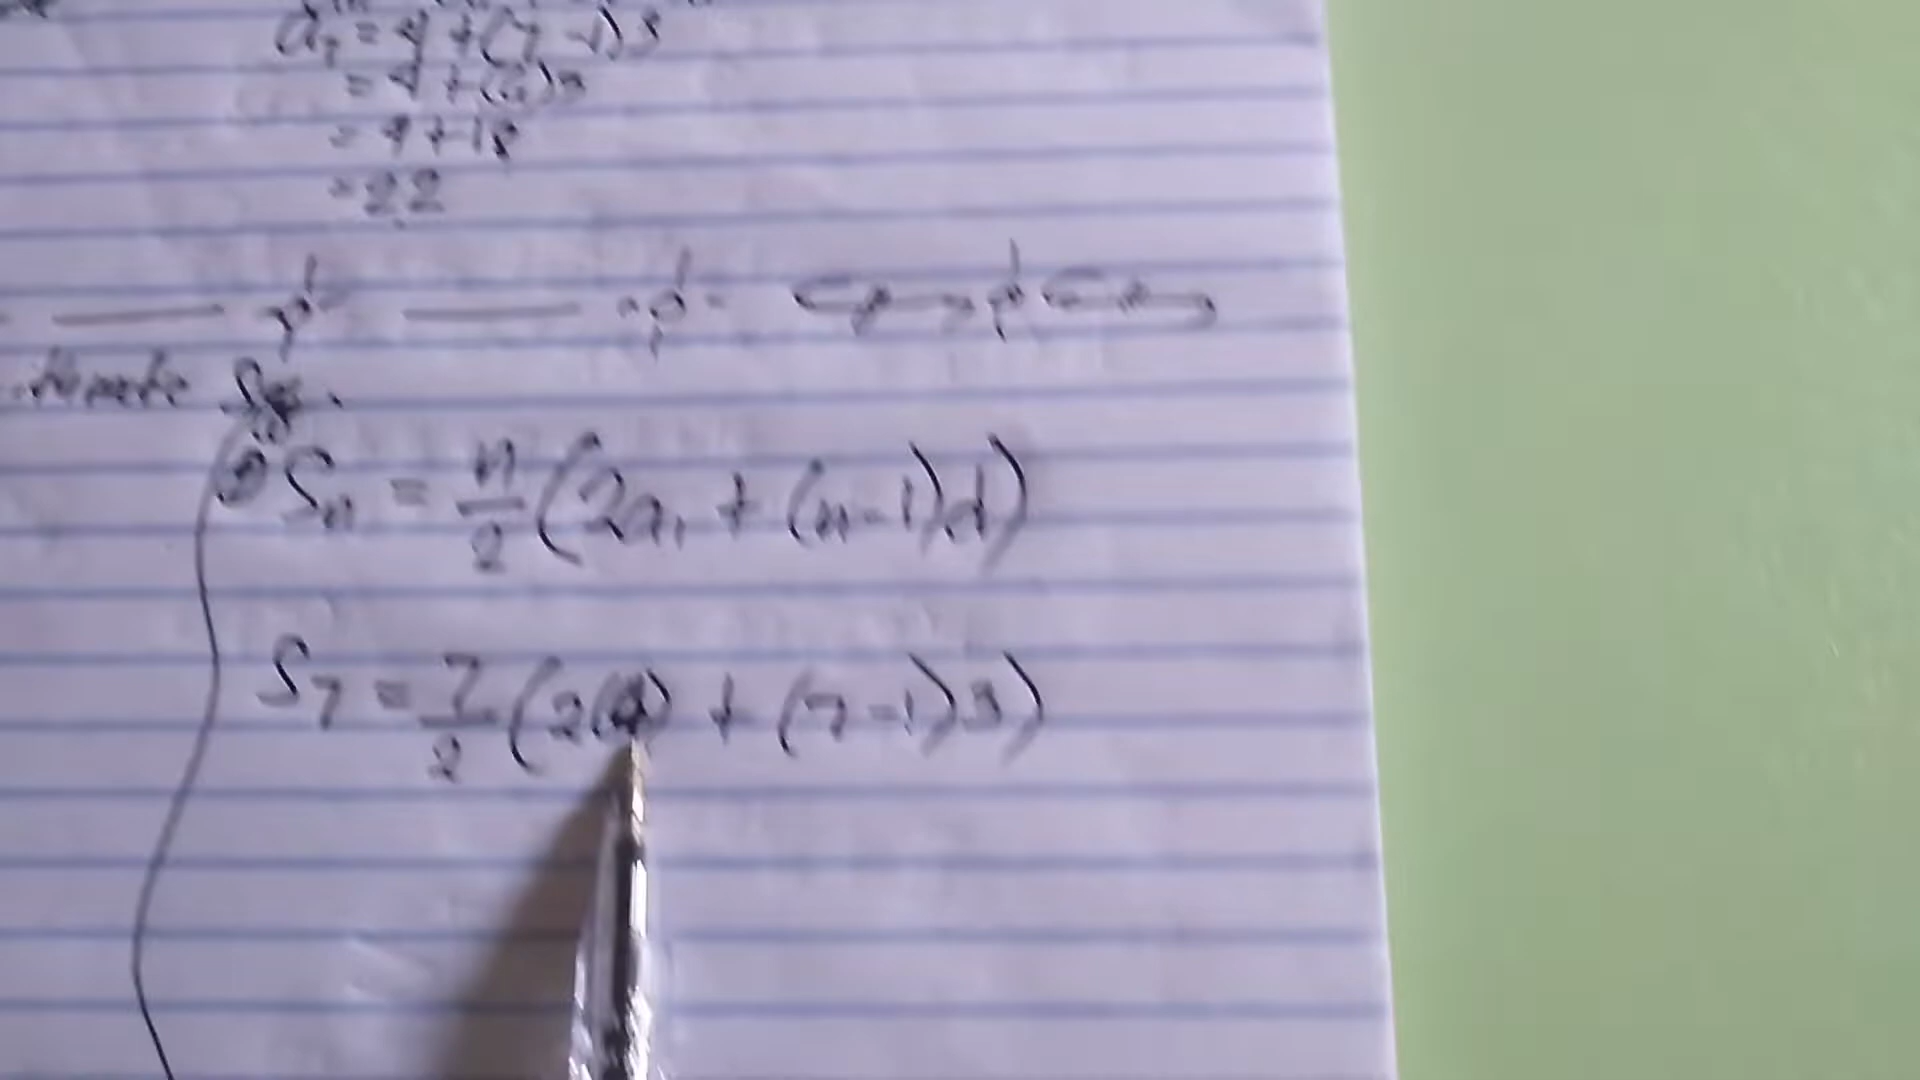 a₇ = 4 + (7 - 1)3
= 4 + (6)3
= 4 + 18
= 22
Sₙ = n/2 (2a₁ + (n-1)d)
S₇ = 7/2 (2(4) + (7-1)3)